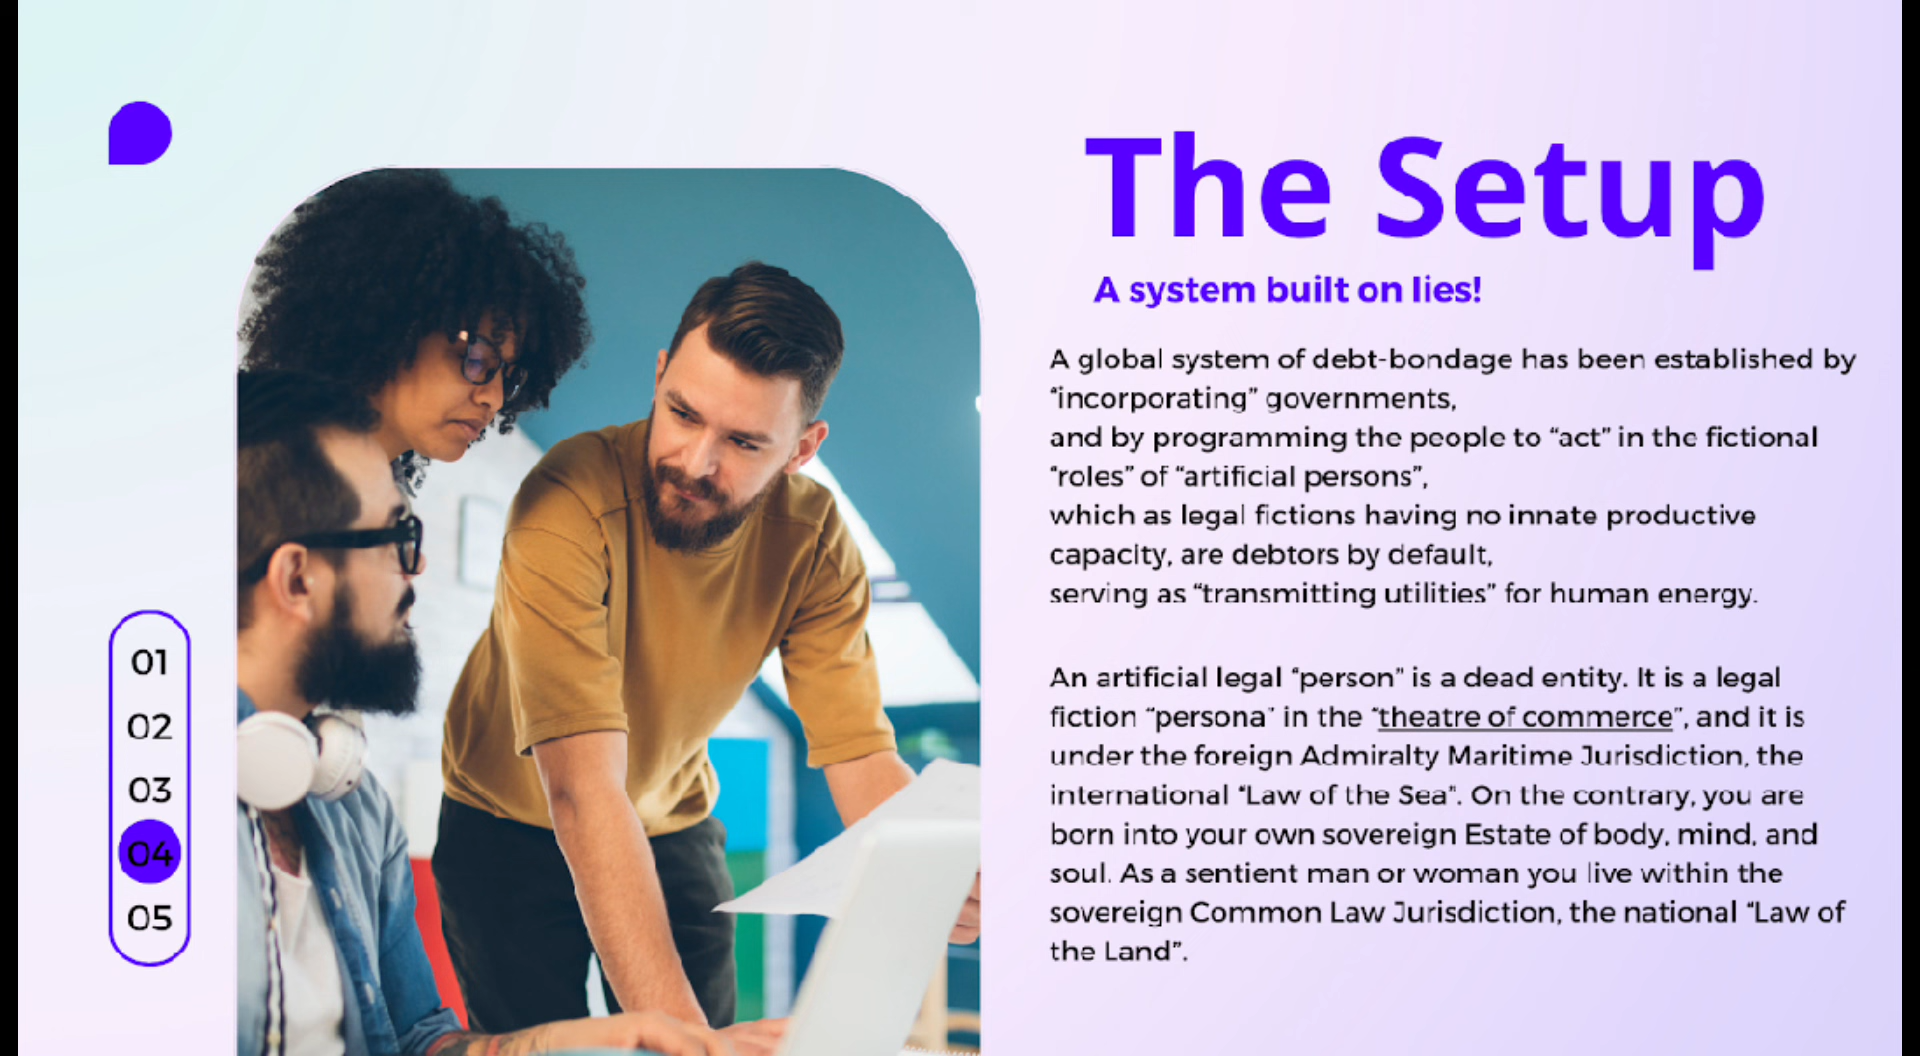 The Setup
A system built on lies!
A global system of debt-bondage has been established by
“incorporating” governments,
and by programming the people to “act” in the fictional
“roles” of “artificial persons”,
which as legal fictions having no innate productive
capacity, are debtors by default,
serving as “transmitting utilities” for human energy.
An artificial legal “person” is a dead entity. It is a legal
fiction “persona” in the “theatre of commerce”, and it is
under the foreign Admiralty Maritime Jurisdiction, the
international “Law of the Sea”. On the contrary, you are
born into your own sovereign Estate of body, mind, and
soul. As a sentient man or woman you live within the
sovereign Common Law Jurisdiction, the national “Law of
the Land”.
01
02
03
04
05